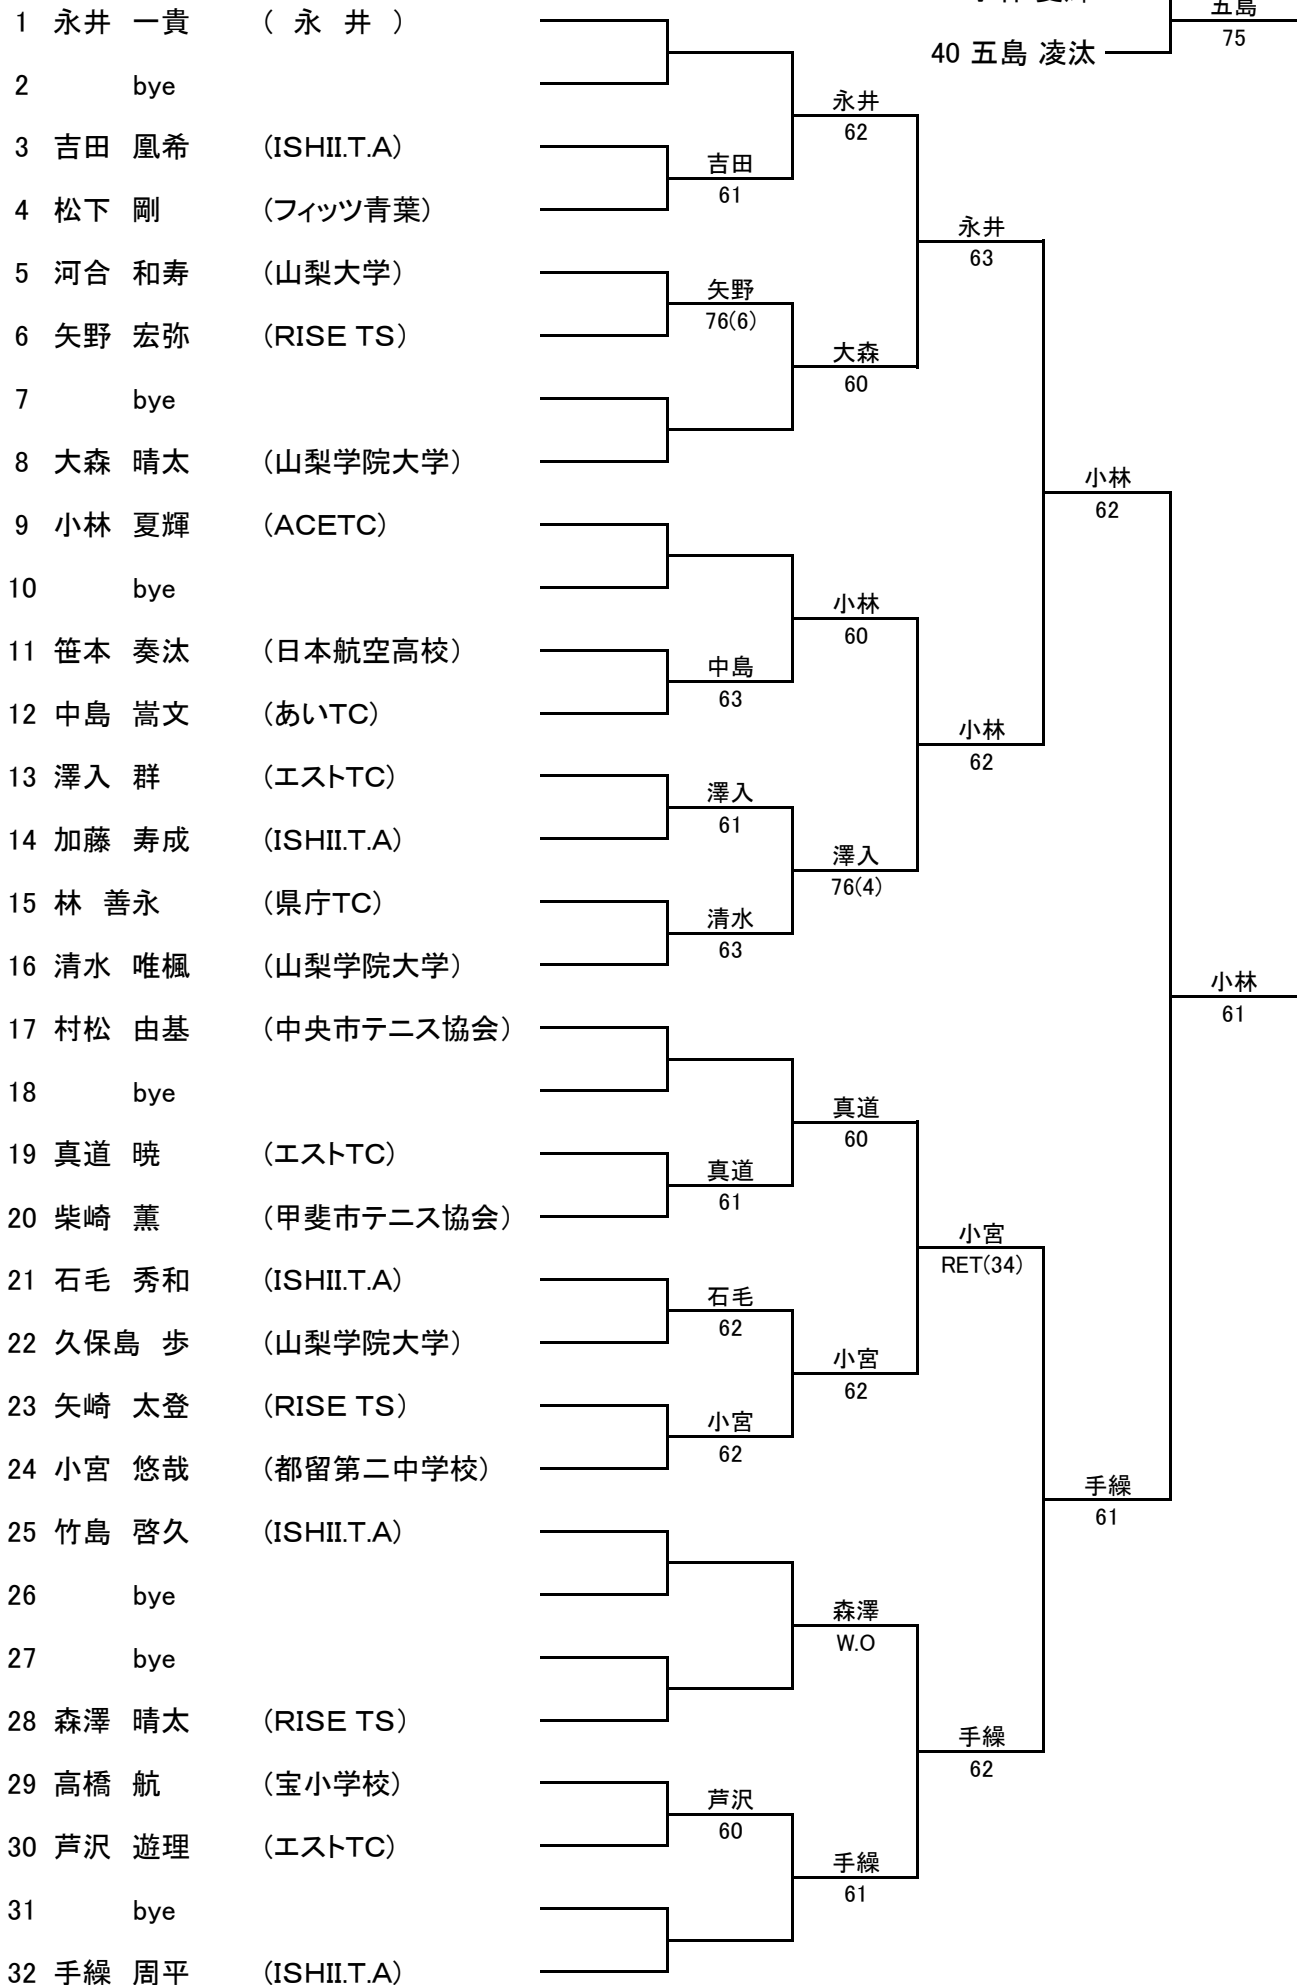 1 永井 一貴 （ 永 井 ）
五島
75
40 五島 凌汰
2 bye
永井
62
3 吉田 凰希 （ISHII.T.A）
吉田
61
4 松下 剛 （フィッツ青葉）
永井
63
5 河合 和寿 （山梨大学）
矢野
76(6)
6 矢野 宏弥 （RISE TS）
大森
60
7 bye
8 大森 晴太 （山梨学院大学）
小林
62
9 小林 夏輝 （ACETC）
10 bye
小林
60
11 笹本 奏汰 （日本航空高校）
中島
63
12 中島 嵩文 （あいTC）
小林
62
13 澤入 群 （エストTC）
澤入
61
14 加藤 寿成 （ISHII.T.A）
澤入
76(4)
15 林 善永 （県庁TC）
清水
63
16 清水 唯楓 （山梨学院大学）
小林
61
17 村松 由基 （中央市テニス協会）
18 bye
真道
60
19 真道 暁 （エストTC）
真道
61
20 柴崎 薫 （甲斐市テニス協会）
小宮
RET(34)
21 石毛 秀和 （ISHII.T.A）
石毛
62
22 久保島 歩 （山梨学院大学）
小宮
62
23 矢崎 太登 （RISE TS）
小宮
62
24 小宮 悠哉 （都留第二中学校）
手繰
61
25 竹島 啓久 （ISHII.T.A）
26 bye
森澤
W.O
27 bye
28 森澤 晴太 （RISE TS）
手繰
62
29 高橋 航 （宝小学校）
芦沢
60
30 芦沢 遊理 （エストTC）
手繰
61
31 bye
32 手繰 周平 （ISHII.T.A）